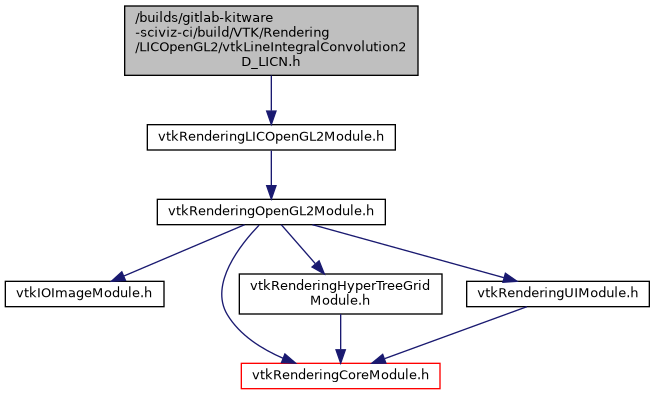 /builds/gitlab-kitware
-sciviz-ci/build/VTK/Rendering
/LICOpenGL2/vtkLineIntegralConvolution2
D_LICN.h
vtkRenderingLICOpenGL2Module.h
vtkRenderingOpenGL2Module.h
vtkIOImageModule.h
vtkRenderingHyperTreeGrid
Module.h
vtkRenderingUIModule.h
vtkRenderingCoreModule.h